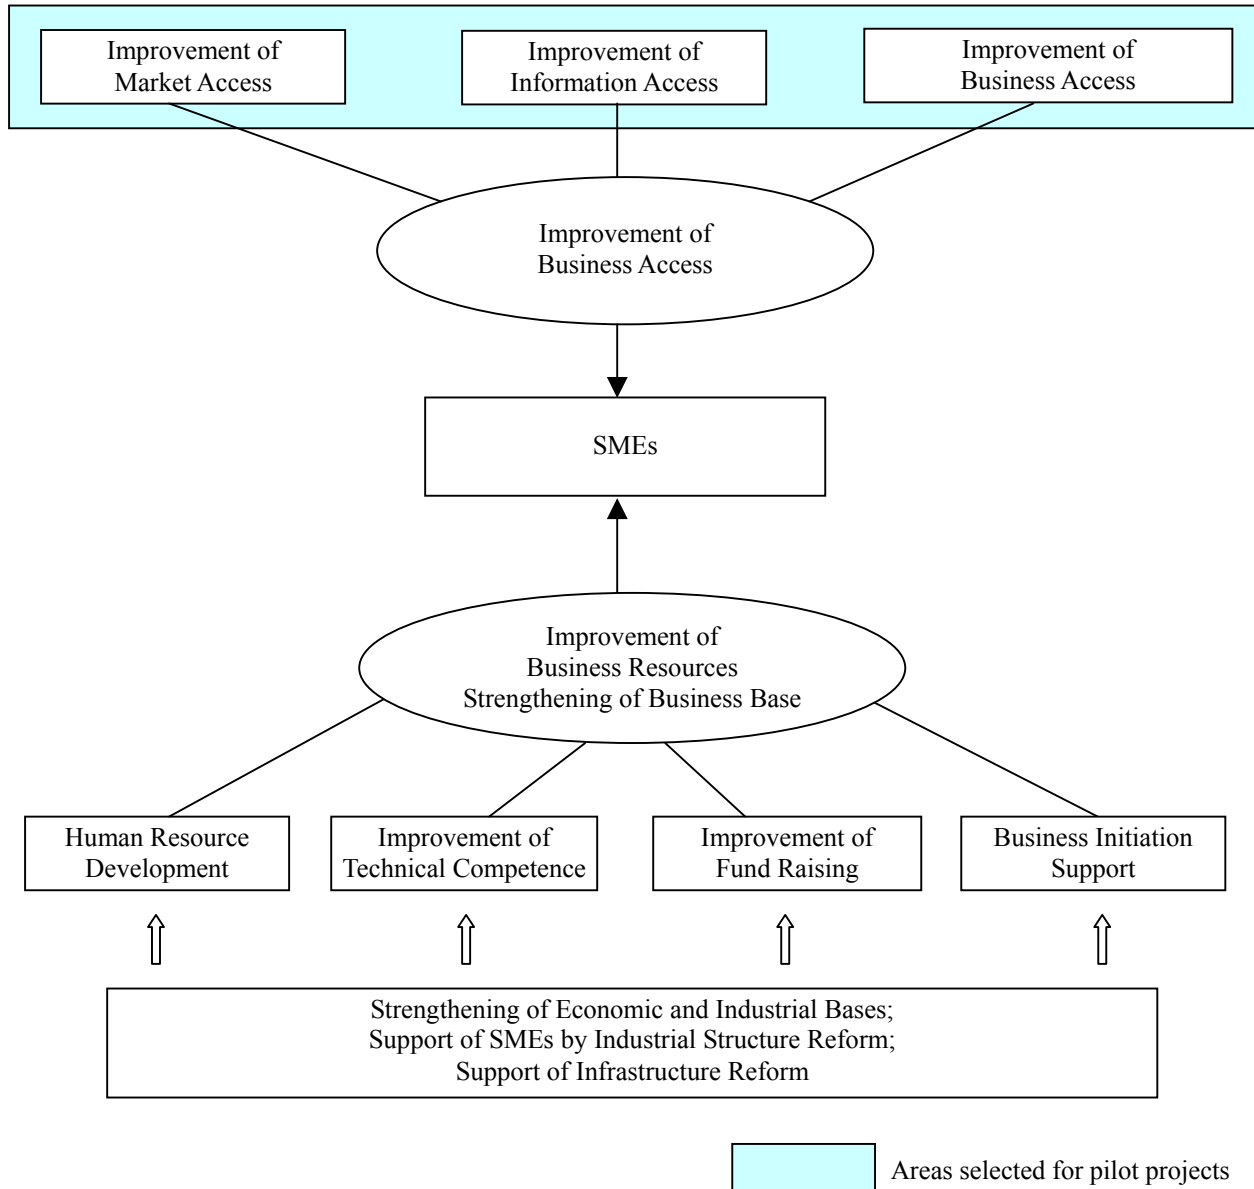 Improvement of
Market Access
Improvement of
Information Access
Improvement of
Business Access
Improvement of
Business Access
SMEs
Improvement of
Business Resources
Strengthening of Business Base
Human Resource
Development
Improvement of
Technical Competence
Improvement of
Fund Raising
Business Initiation
Support
Strengthening of Economic and Industrial Bases;
Support of SMEs by Industrial Structure Reform;
Support of Infrastructure Reform
Areas selected for pilot projects